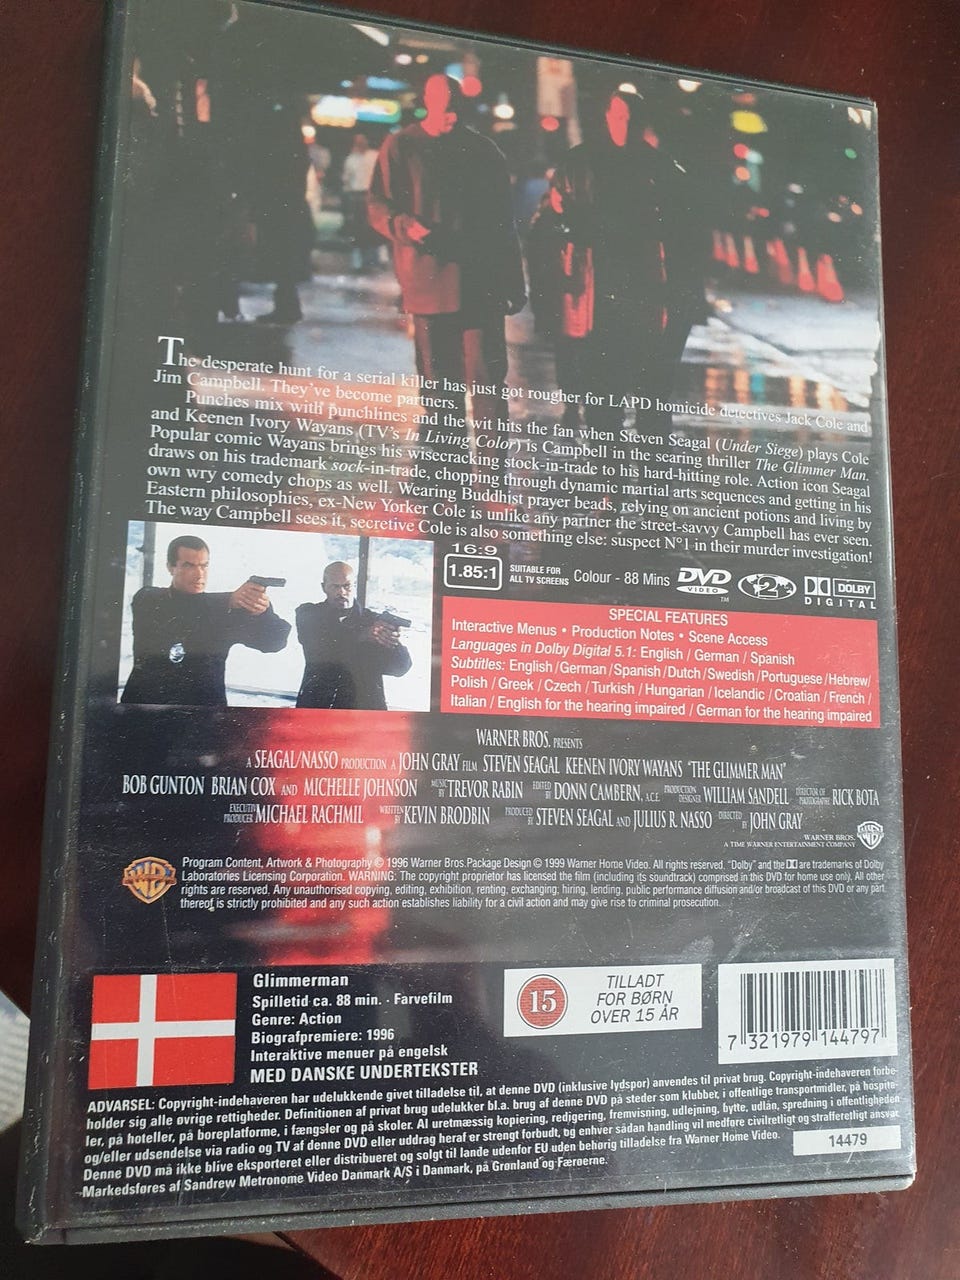 The desperate hunt for a serial killer has just got rougher for LAPD homicide detectives Jack Cole and
Jim Campbell. They've become partners.
Punches mix with punchlines and the wit hits the fan when Steven Seagal (Under Siege) plays Cole
and Keenen Ivory Wayans (TV's In Living Color) is Campbell in the searing thriller The Glimmer Man.
Popular comic Wayans brings his wisecracking stock-in-trade to his hard-hitting role. Action icon Seagal
draws on his trademark sock-in-trade, chopping through dynamic martial arts sequences and getting in his
own wry comedy chops as well. Wearing Buddhist prayer beads, relying on ancient potions and living by
Eastern philosophies, ex-New Yorker Cole is unlike any partner the street-savvy Campbell has ever seen.
The way Campbell sees it, secretive Cole is also something else: suspect N°1 in their murder investigation!
16:9
1.85:1
SUITABLE FOR
ALL TV SCREENS
Colour - 88 Mins
DVD
VIDEO
TM
2
DOLBY
DIGITAL
SPECIAL FEATURES
Interactive Menus • Production Notes • Scene Access
Languages in Dolby Digital 5.1: English / German / Spanish
Subtitles: English / German / Spanish / Dutch / Swedish / Portuguese / Hebrew /
Polish / Greek / Czech / Turkish / Hungarian / Icelandic / Croatian / French /
Italian / English for the hearing impaired / German for the hearing impaired
WARNER BROS. PRESENTS
A SEAGAL/NASSO PRODUCTION A JOHN GRAY FILM STEVEN SEAGAL KEENEN IVORY WAYANS "THE GLIMMER MAN"
BOB GUNTON BRIAN COX AND MICHELLE JOHNSON MUSIC BY TREVOR RABIN EDITED BY DONN CAMBERN, A.C.E. PRODUCTION DESIGNER WILLIAM SANDELL DIRECTOR OF PHOTOGRAPHY RICK BOTA
EXECUTIVE PRODUCER MICHAEL RACHMIL WRITTEN BY KEVIN BRODBIN PRODUCED BY STEVEN SEAGAL AND JULIUS R. NASSO DIRECTED BY JOHN GRAY
WARNER BROS.
A TIME WARNER ENTERTAINMENT COMPANY
Program Content, Artwork & Photography © 1996 Warner Bros. Package Design © 1999 Warner Home Video. All rights reserved. "Dolby" and the DD are trademarks of Dolby
Laboratories Licensing Corporation. WARNING: The copyright proprietor has licensed the film (including its soundtrack) comprised in this DVD for home use only. All other
rights are reserved. Any unauthorised copying, editing, exhibition, renting, exchanging, hiring, lending, public performance diffusion and/or broadcast of this DVD or any part
thereof is strictly prohibited and any such action establishes liability for a civil action and may give rise to criminal prosecution.
Glimmerman
Spilletid ca. 88 min. · Farvefilm
Genre: Action
Biografpremiere: 1996
Interaktive menuer på engelsk
MED DANSKE UNDERTEKSTER
15
TILLADT
FOR BØRN
OVER 15 ÅR
7 321979 144797
ADVARSEL: Copyright-indehaveren har udelukkende givet tilladelse til, at denne DVD (inklusive lydspor) anvendes til privat brug. Copyright-indehaveren forbe-
holder sig alle øvrige rettigheder. Definitionen af privat brug udelukker bl.a. brug af denne DVD på steder som klubber, i offentlige transportmidler, på hospita-
ler, på hoteller, på boreplatforme, i fængsler og på skoler. Al uretmæssig kopiering, redigering, fremvisning, udlejning, bytte, udlån, spredning i offentligheden
og/eller udsendelse via radio og TV af denne DVD eller uddrag heraf er strengt forbudt, og enhver sådan handling vil medføre civilretligt og strafferetligt ansvar.
Denne DVD må ikke blive eksporteret eller distribueret og solgt til lande udenfor EU uden behørig tilladelse fra Warner Home Video.
Markedsføres af Sandrew Metronome Video Danmark A/S i Danmark, på Grønland og Færøerne.
14479